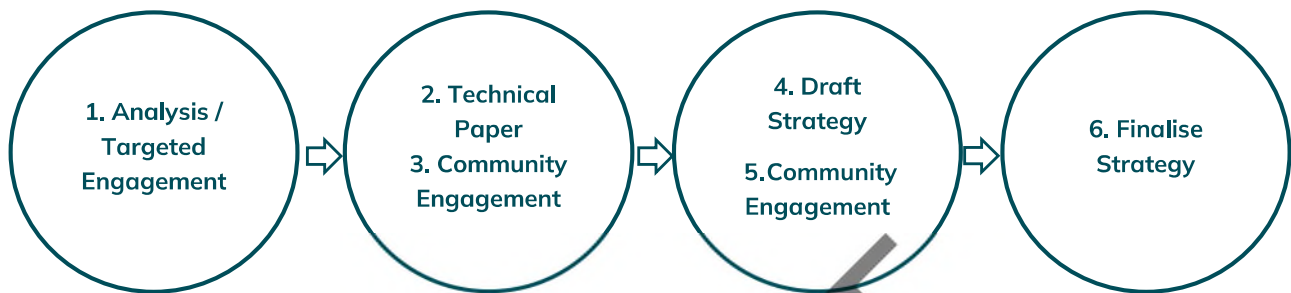 1. Analysis /
Targeted
Engagement
2. Technical
Paper
3. Community
Engagement
4. Draft
Strategy
5.Community
Engagement
6. Finalise
Strategy